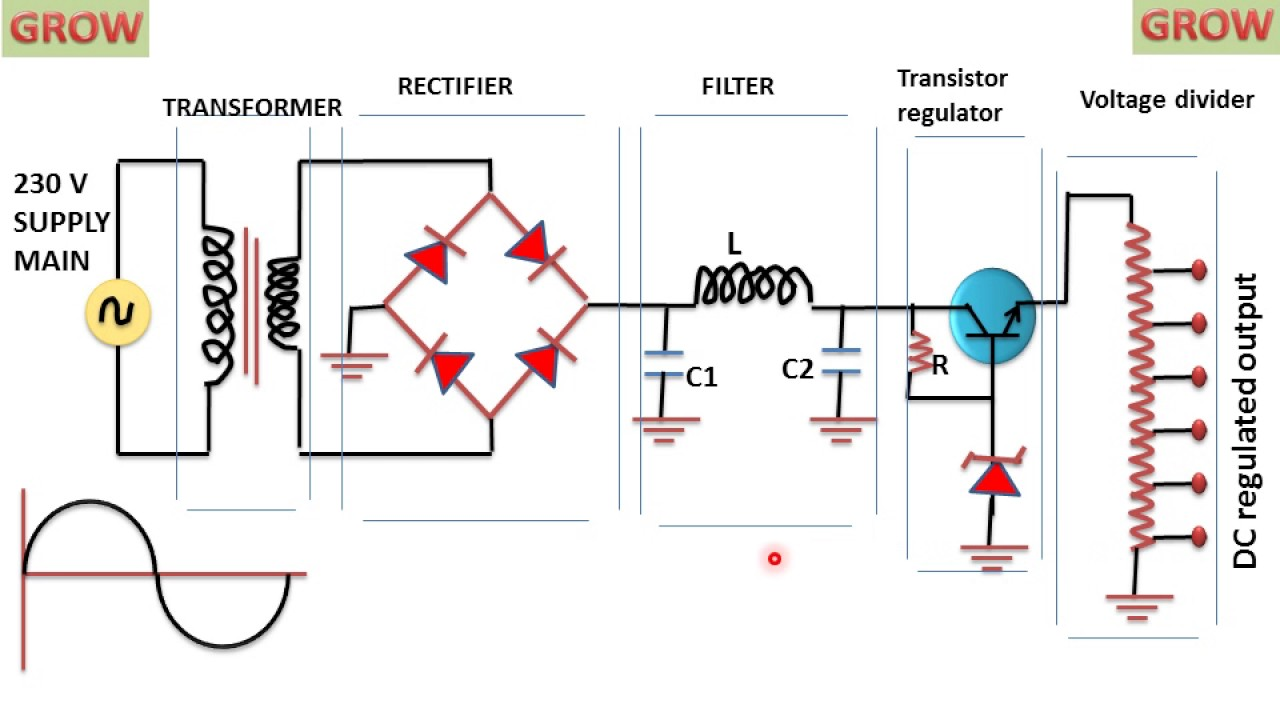 GROW
GROW
TRANSFORMER
RECTIFIER
FILTER
Transistor
regulator
Voltage divider
230 V
SUPPLY
MAIN
L
C1
C2
R
DC regulated output